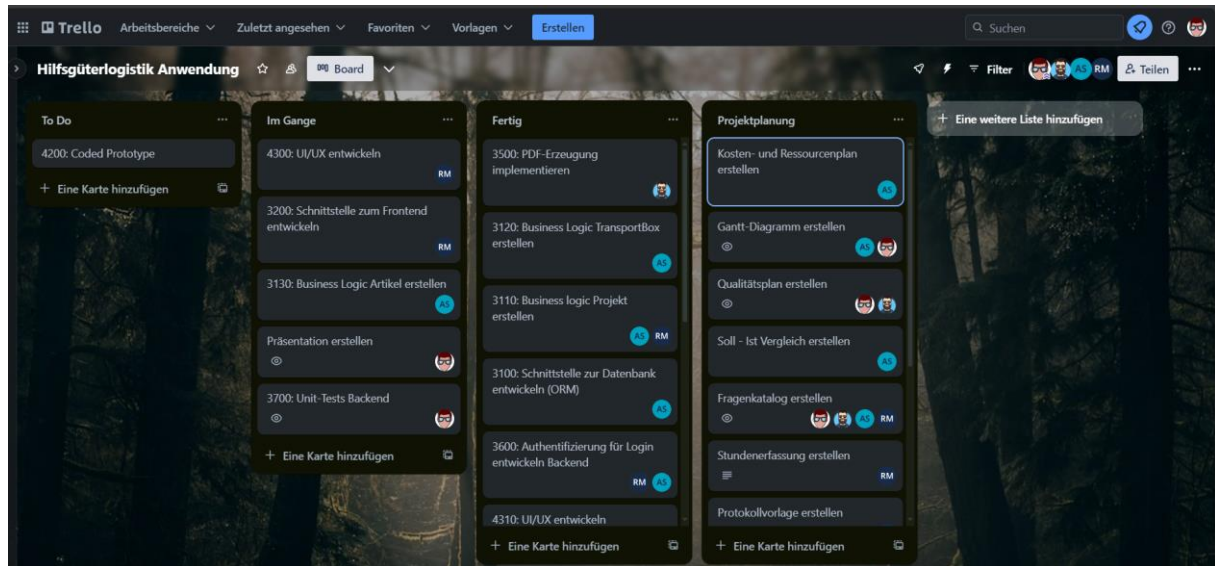 Trello
Arbeitsbereiche
Zuletzt angesehen
Favoriten
Vorlagen
Erstellen
Suchen
Hilfsgüterlogistik Anwendung
Board
Filter
AS
RM
Teilen
To Do
4200: Coded Prototype
+ Eine Karte hinzufügen
Im Gange
4300: UI/UX entwickeln
RM
3200: Schnittstelle zum Frontend
entwickeln
RM
3130: Business Logic Artikel erstellen
AS
Präsentation erstellen
3700: Unit-Tests Backend
+ Eine Karte hinzufügen
Fertig
3500: PDF-Erzeugung
implementieren
3120: Business Logic TransportBox
erstellen
AS
3110: Business logic Projekt
erstellen
AS RM
3100: Schnittstelle zur Datenbank
entwickeln (ORM)
AS
3600: Authentifizierung für Login
entwickeln Backend
RM AS
4310: UI/UX entwickeln
+ Eine Karte hinzufügen
Projektplanung
Kosten- und Ressourcenplan
erstellen
AS
Gantt-Diagramm erstellen
AS
Qualitätsplan erstellen
Soll - Ist Vergleich erstellen
AS
Fragenkatalog erstellen
AS RM
Stundenerfassung erstellen
RM
Protokollvorlage erstellen
+ Eine Karte hinzufügen
+ Eine weitere Liste hinzufügen